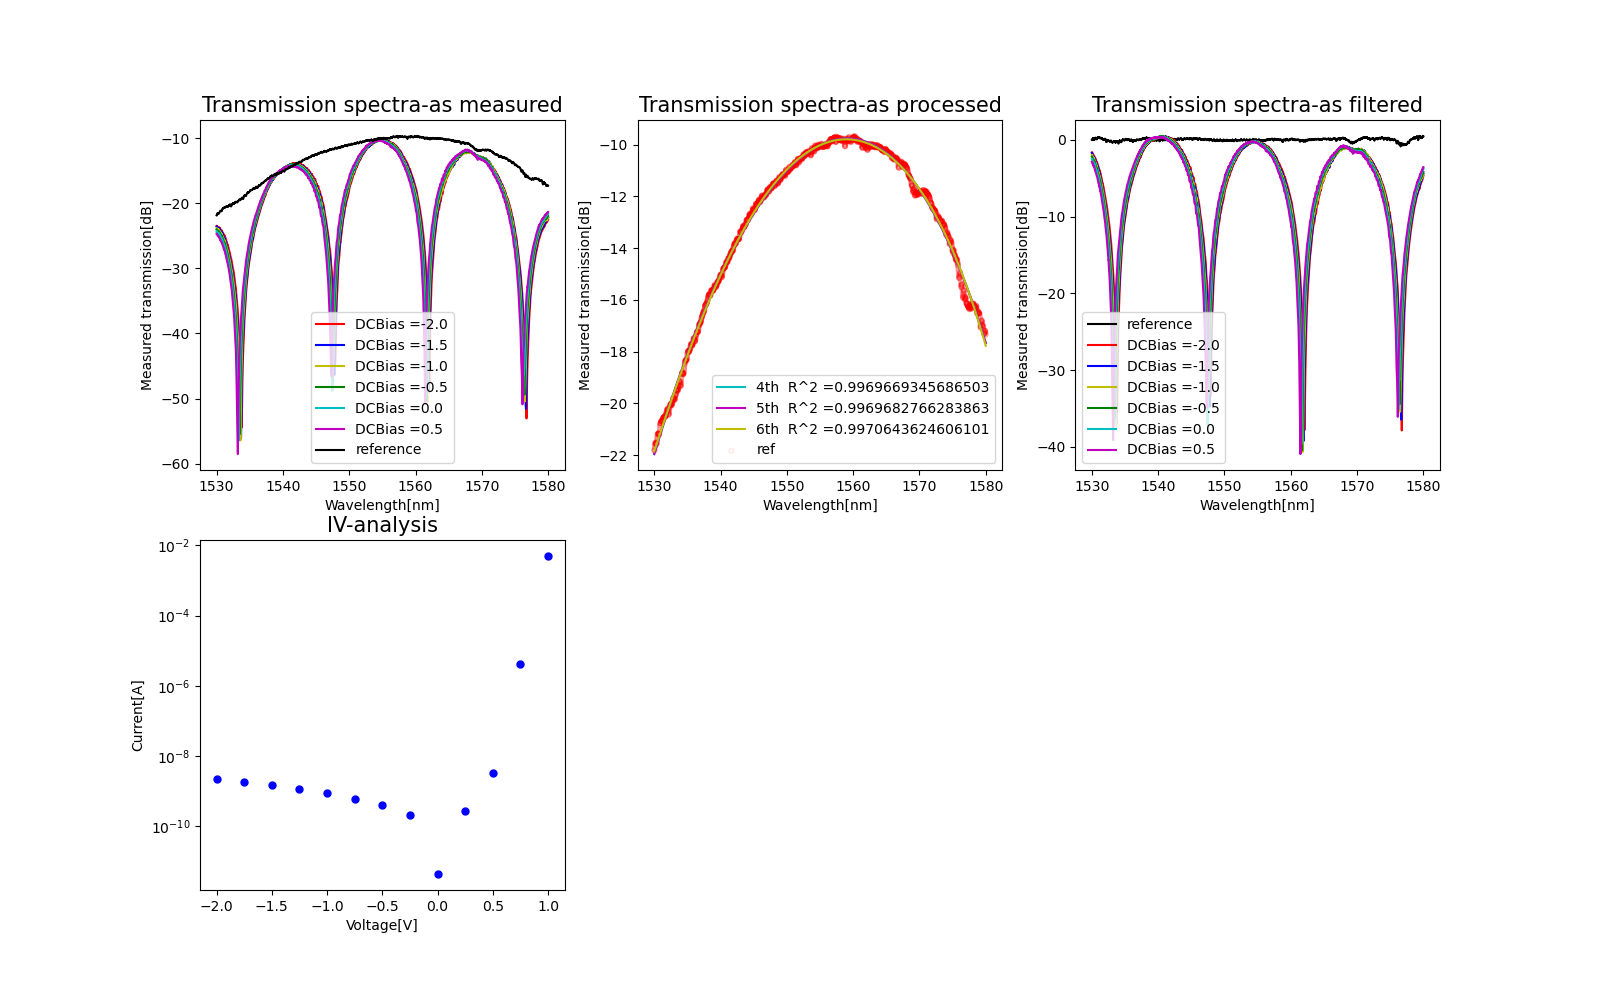 Transmission spectra-as measured
Measured transmission[dB]
−10
−20
−30
−40
−50
−60
DCBias =-2.0
DCBias =-1.5
DCBias =-1.0
DCBias =-0.5
DCBias =0.0
DCBias =0.5
reference
1530 1540 1550 1560 1570 1580
Wavelength[nm]
Transmission spectra-as processed
Measured transmission[dB]
−10
−12
−14
−16
−18
−20
−22
4th R^2 =0.9969669345686503
5th R^2 =0.9969682766283863
6th R^2 =0.9970643624606101
ref
1530 1540 1550 1560 1570 1580
Wavelength[nm]
Transmission spectra-as filtered
Measured transmission[dB]
0
−10
−20
−30
−40
reference
DCBias =-2.0
DCBias =-1.5
DCBias =-1.0
DCBias =-0.5
DCBias =0.0
DCBias =0.5
1530 1540 1550 1560 1570 1580
Wavelength[nm]
IV-analysis
Current[A]
10⁻²
10⁻⁴
10⁻⁶
10⁻⁸
10⁻¹⁰
−2.0 −1.5 −1.0 −0.5 0.0 0.5 1.0
Voltage[V]